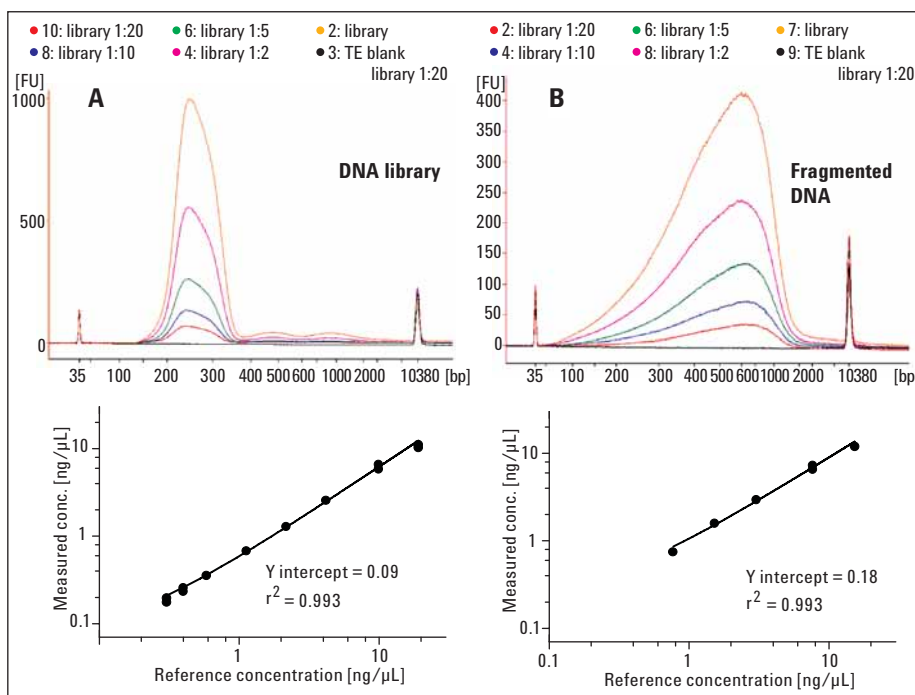 10: library 1:20 6: library 1:5 2: library
8: library 1:10 4: library 1:2 3: TE blank
library 1:20
[FU]
A
1000
DNA library
500
0
35 100 200 300 400 500 600 1000 10380 [bp]
2: library 1:20 6: library 1:5 7: library
4: library 1:10 8: library 1:2 9: TE blank
library 1:20
[FU]
B
400
350
300
Fragmented
DNA
250
200
150
100
50
0
35 100 200 300 400 500 600 1000 2000 10380 [bp]
Measured conc. [ng/µL]
10
1
0.1
Y intercept = 0.09
r² = 0.993
1 10
Reference concentration [ng/µL]
Measured conc. [ng/µL]
10
1
0.1
Y intercept = 0.18
r² = 0.993
0.1 1 10
Reference concentration [ng/µL]